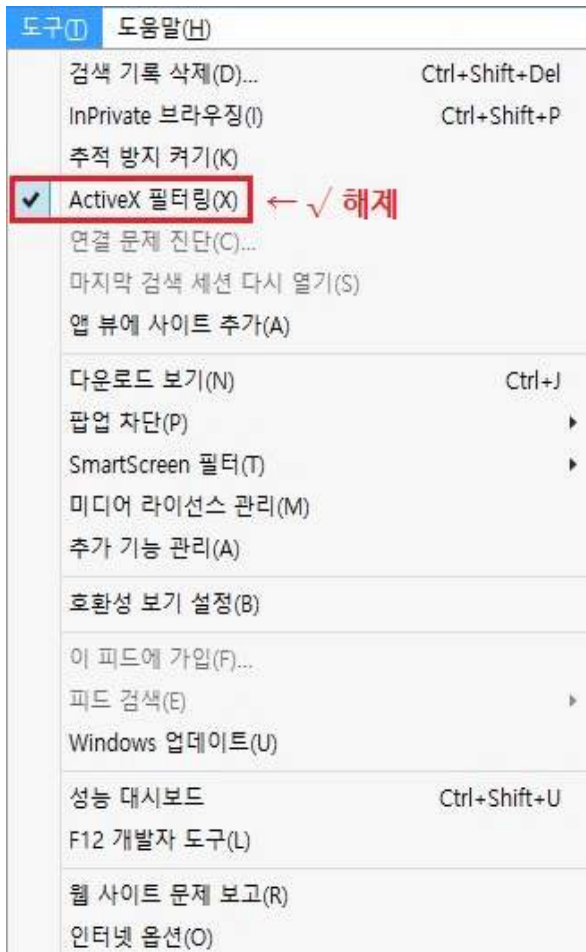 도구(T) 도움말(H)
검색 기록 삭제(D)... Ctrl+Shift+Del
InPrivate 브라우징(I) Ctrl+Shift+P
추적 방지 켜기(K)
✔ ActiveX 필터링(X) ← √ 해제
연결 문제 진단(C)...
마지막 검색 세션 다시 열기(S)
앱 뷰에 사이트 추가(A)
다운로드 보기(N) Ctrl+J
팝업 차단(P)
SmartScreen 필터(T)
미디어 라이선스 관리(M)
추가 기능 관리(A)
호환성 보기 설정(B)
이 피드에 가입(F)...
피드 검색(E)
Windows 업데이트(U)
성능 대시보드 Ctrl+Shift+U
F12 개발자 도구(L)
웹 사이트 문제 보고(R)
인터넷 옵션(O)